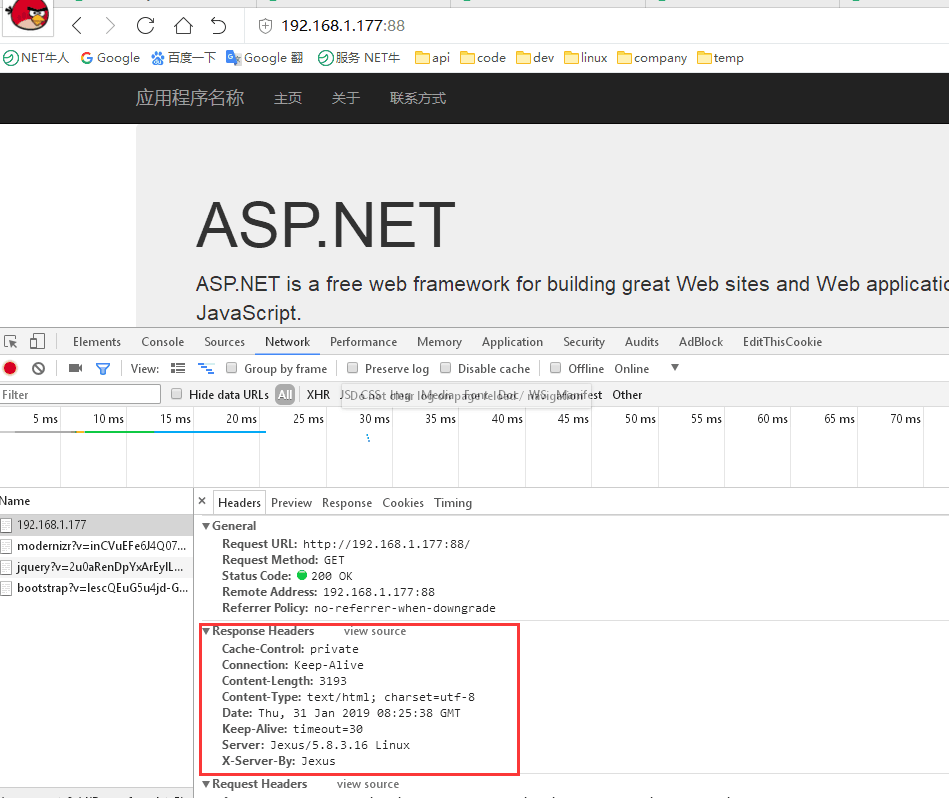 192.168.1.177:88
NET牛人 Google 百度一下 Google 翻 服务 NET牛 api code dev linux company temp
应用程序名称 主页 关于 联系方式
ASP.NET
ASP.NET is a free web framework for building great Web sites and Web applicatio
JavaScript.
Elements Console Sources Network Performance Memory Application Security Audits AdBlock EditThisCookie
View: Group by frame Preserve log Disable cache Offline Online
Filter Hide data URLs All XHR JS CSS Img Media Font Doc WS Manifest Other
Do not clear log on page reload / navigation
5 ms 10 ms 15 ms 20 ms 25 ms 30 ms 35 ms 40 ms 45 ms 50 ms 55 ms 60 ms 65 ms 70 ms
Name
192.168.1.177
modernizr?v=inCVuEFe6J4Q07...
jquery?v=2u0aRenDpYxArEyIL...
bootstrap?v=lescQEuG5u4jd-G...
× Headers Preview Response Cookies Timing
General
Request URL: http://192.168.1.177:88/
Request Method: GET
Status Code: 200 OK
Remote Address: 192.168.1.177:88
Referrer Policy: no-referrer-when-downgrade
Response Headers view source
Cache-Control: private
Connection: Keep-Alive
Content-Length: 3193
Content-Type: text/html; charset=utf-8
Date: Thu, 31 Jan 2019 08:25:38 GMT
Keep-Alive: timeout=30
Server: Jexus/5.8.3.16 Linux
X-Server-By: Jexus
Request Headers view source